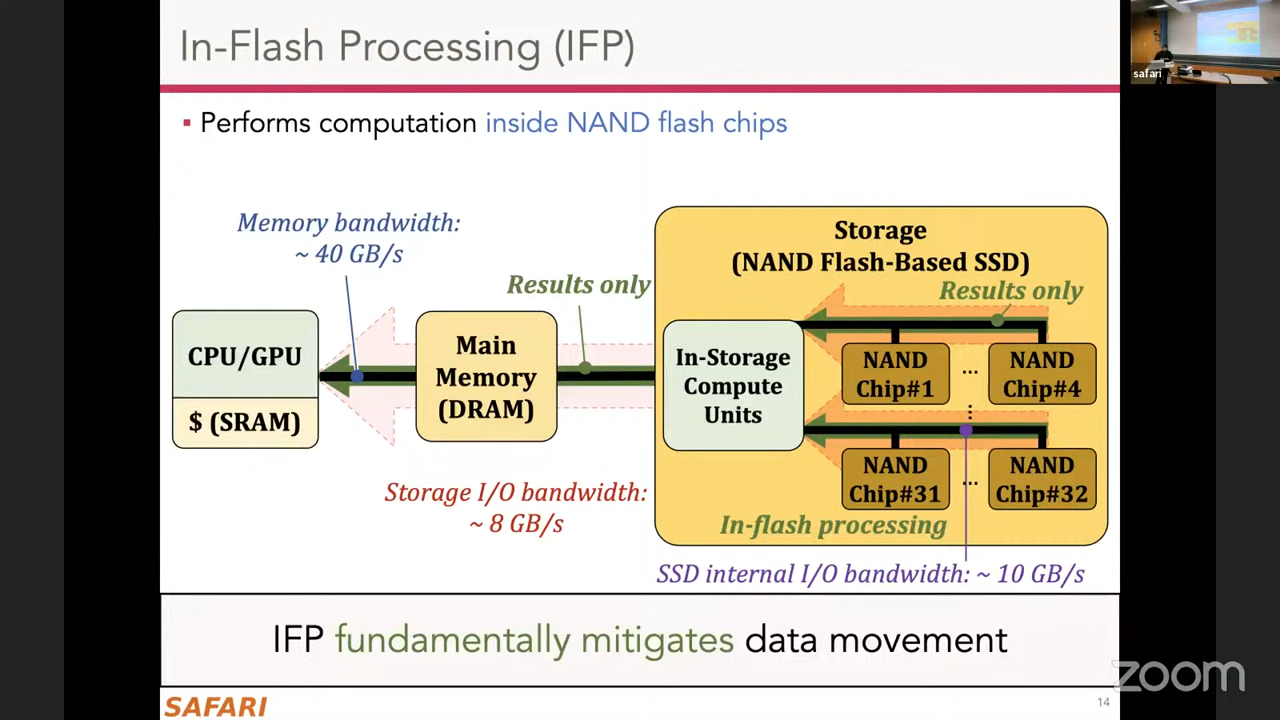 In-Flash Processing (IFP)
safari
▪ Performs computation inside NAND flash chips
Memory bandwidth:
~ 40 GB/s
Results only
Storage
(NAND Flash-Based SSD)
Results only
CPU/GPU
$ (SRAM)
Main
Memory
(DRAM)
In-Storage
Compute
Units
NAND
Chip#1
...
NAND
Chip#4
...
NAND
Chip#31
...
NAND
Chip#32
Storage I/O bandwidth:
~ 8 GB/s
In-flash processing
SSD internal I/O bandwidth: ~ 10 GB/s
IFP fundamentally mitigates data movement
zoom
SAFARI
14